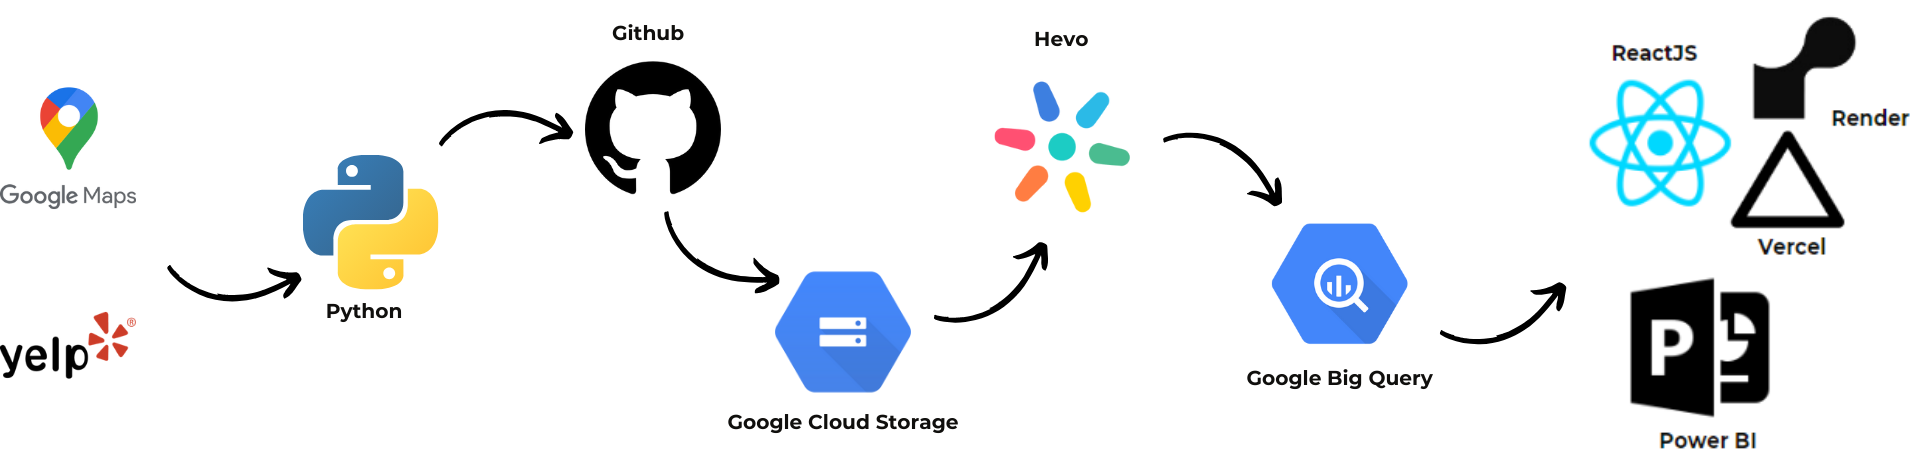 Google Maps
yelp®
Python
Github
Google Cloud Storage
Hevo
Google Big Query
ReactJS
Render
Vercel
P
Power BI